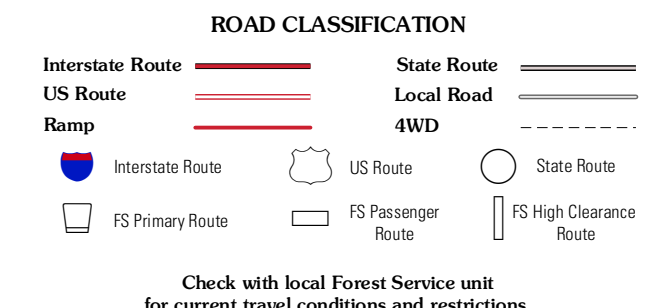 ROAD CLASSIFICATION
Interstate Route
State Route
US Route
Local Road
Ramp
4WD
Interstate Route
US Route
State Route
FS Primary Route
FS Passenger
Route
FS High Clearance
Route
Check with local Forest Service unit
for current travel conditions and restrictions